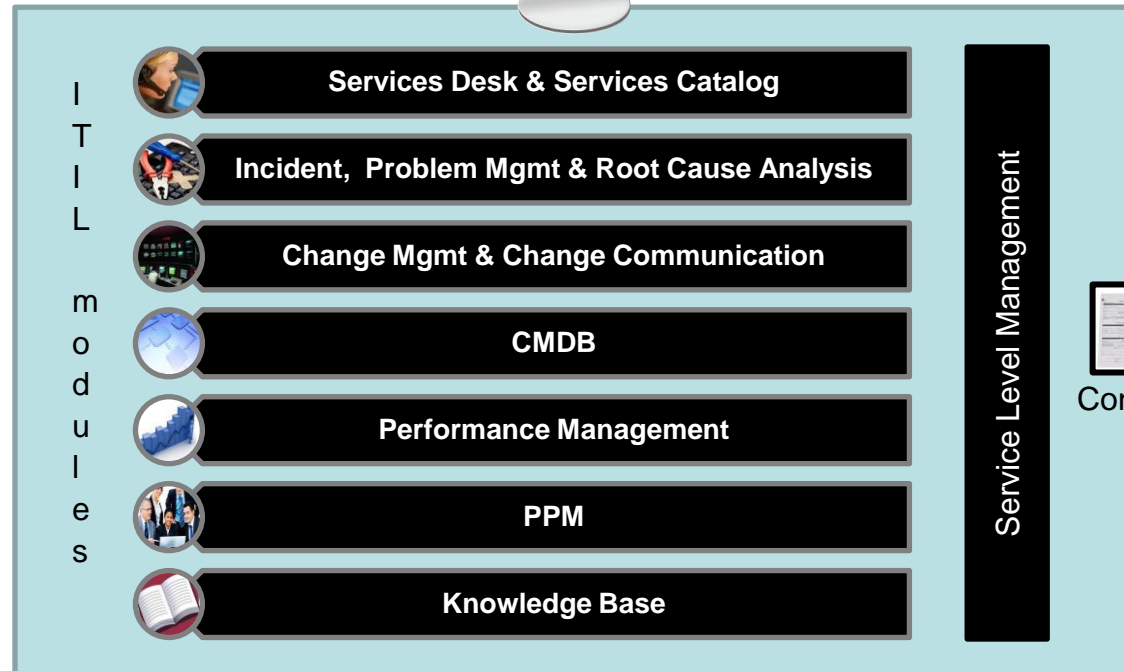 ITIL modules
Services Desk & Services Catalog
Incident, Problem Mgmt & Root Cause Analysis
Change Mgmt & Change Communication
CMDB
Performance Management
PPM
Knowledge Base
Service Level Management